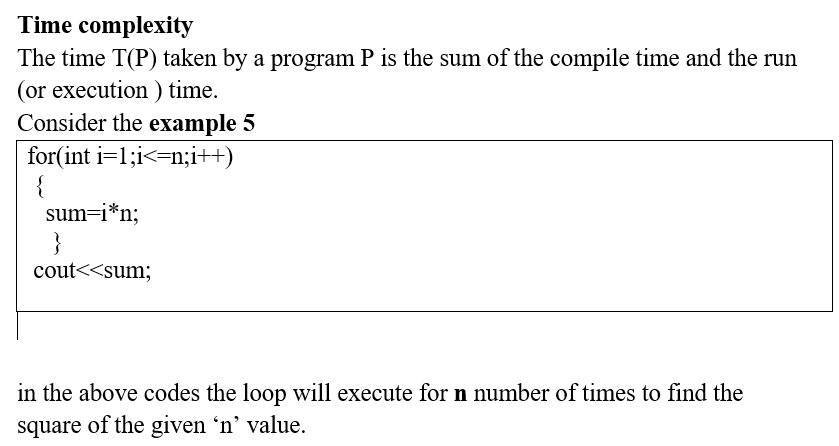 Time complexity
The time T(P) taken by a program P is the sum of the compile time and the run
(or execution ) time.
Consider the example 5
for(int i=1;i<=n;i++)
{
sum=i*n;
}
cout<<sum;
in the above codes the loop will execute for n number of times to find the
square of the given ‘n’ value.